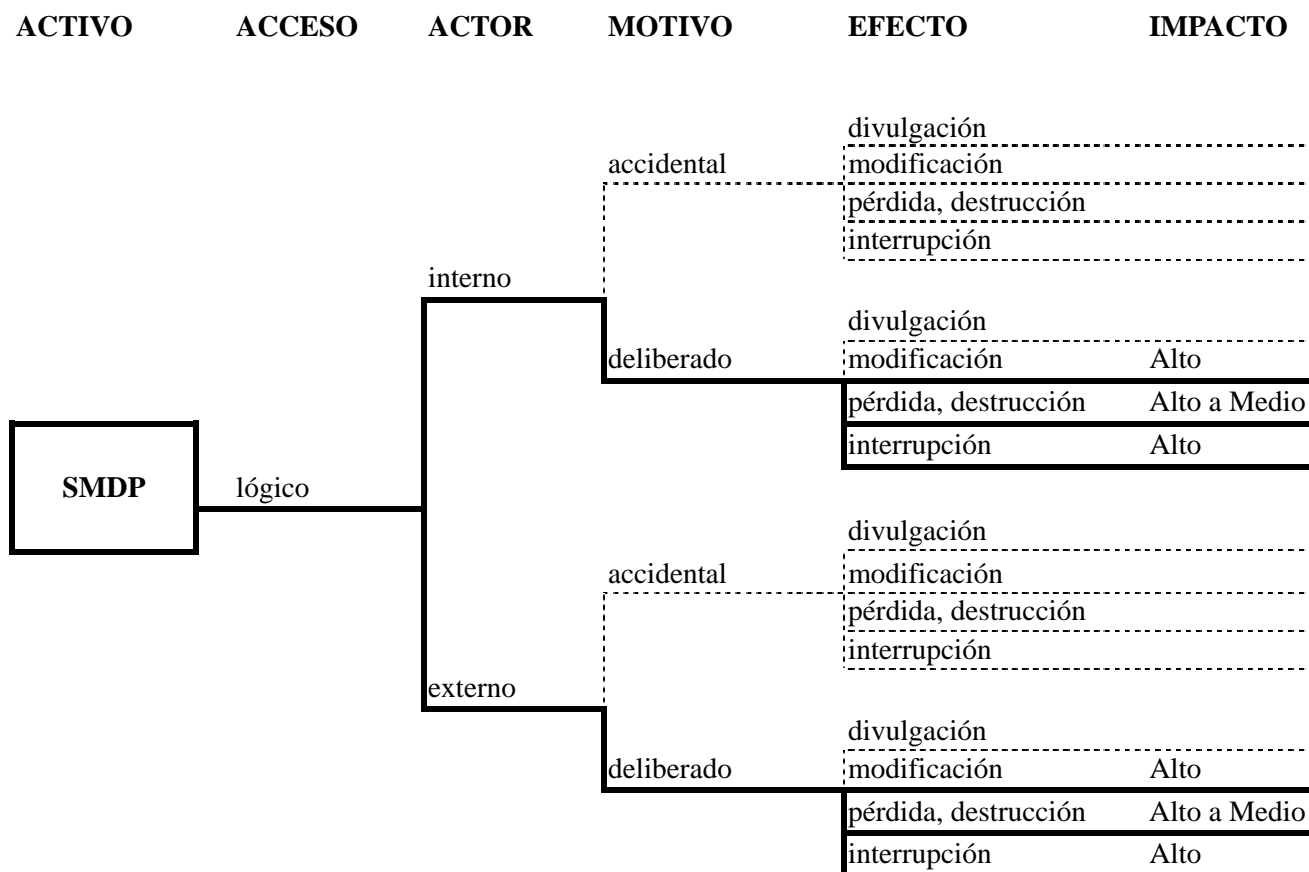 ACTIVO ACCESO ACTOR MOTIVO EFECTO IMPACTO
divulgación
accidental modificación
pérdida, destrucción
interrupción
interno
divulgación
deliberado modificación Alto
pérdida, destrucción Alto a Medio
interrupción Alto
SMDP lógico
divulgación
accidental modificación
pérdida, destrucción
interrupción
externo
divulgación
deliberado modificación Alto
pérdida, destrucción Alto a Medio
interrupción Alto